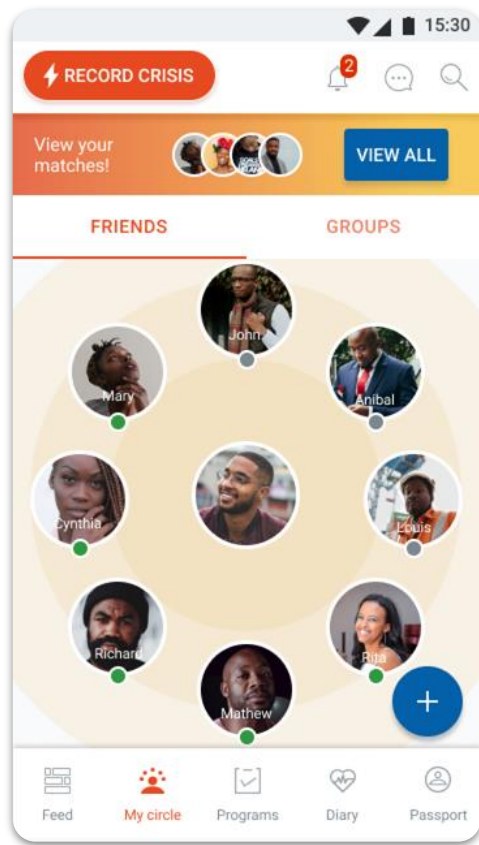 15:30
RECORD CRISIS
2
View your
matches!
VIEW ALL
FRIENDS
GROUPS
John
Mary
Anibal
Cynthia
Louis
Richard
Rita
Mathew
Feed
My circle
Programs
Diary
Passport